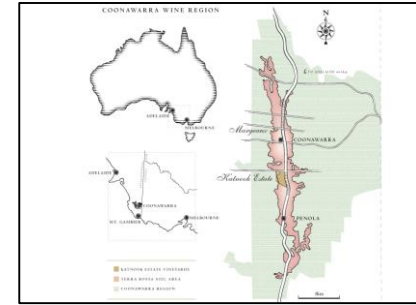 COONAWARRA WINE REGION
N
ADELAIDE
MELBOURNE
COONAWARRA
Katnook Estate
ADELAIDE
COONAWARRA
MT. GAMBIER
MELBOURNE
PENOLA
KATNOOK ESTATE VINEYARDS
TERRA ROSSA SOIL AREA
COONAWARRA REGION